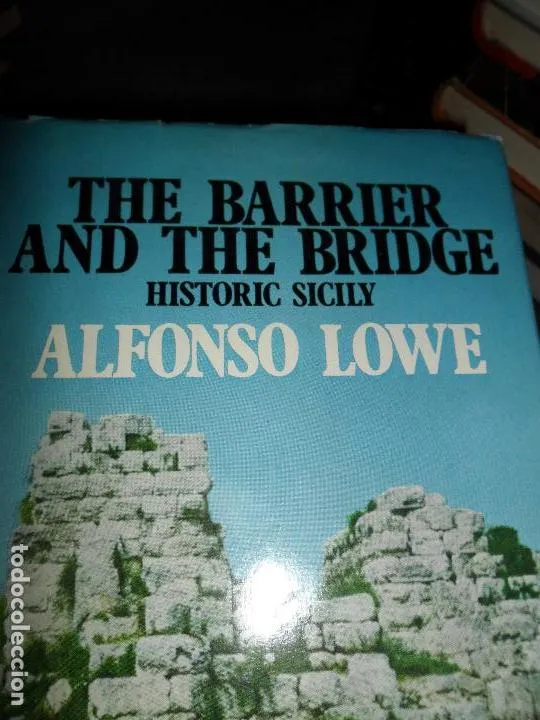 THE BARRIER
AND THE BRIDGE
HISTORIC SICILY
ALFONSO LOWE
todocoleccion